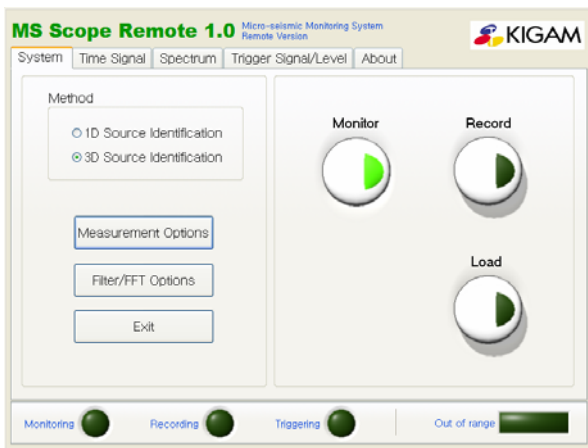 MS Scope Remote 1.0
Micro-seismic Monitoring System
Remote Version
KIGAM
System
Time Signal
Spectrum
Trigger Signal/Level
About
Method
1D Source Identification
3D Source Identification
Measurement Options
Filter/FFT Options
Exit
Monitor
Record
Load
Monitoring
Recording
Triggering
Out of range